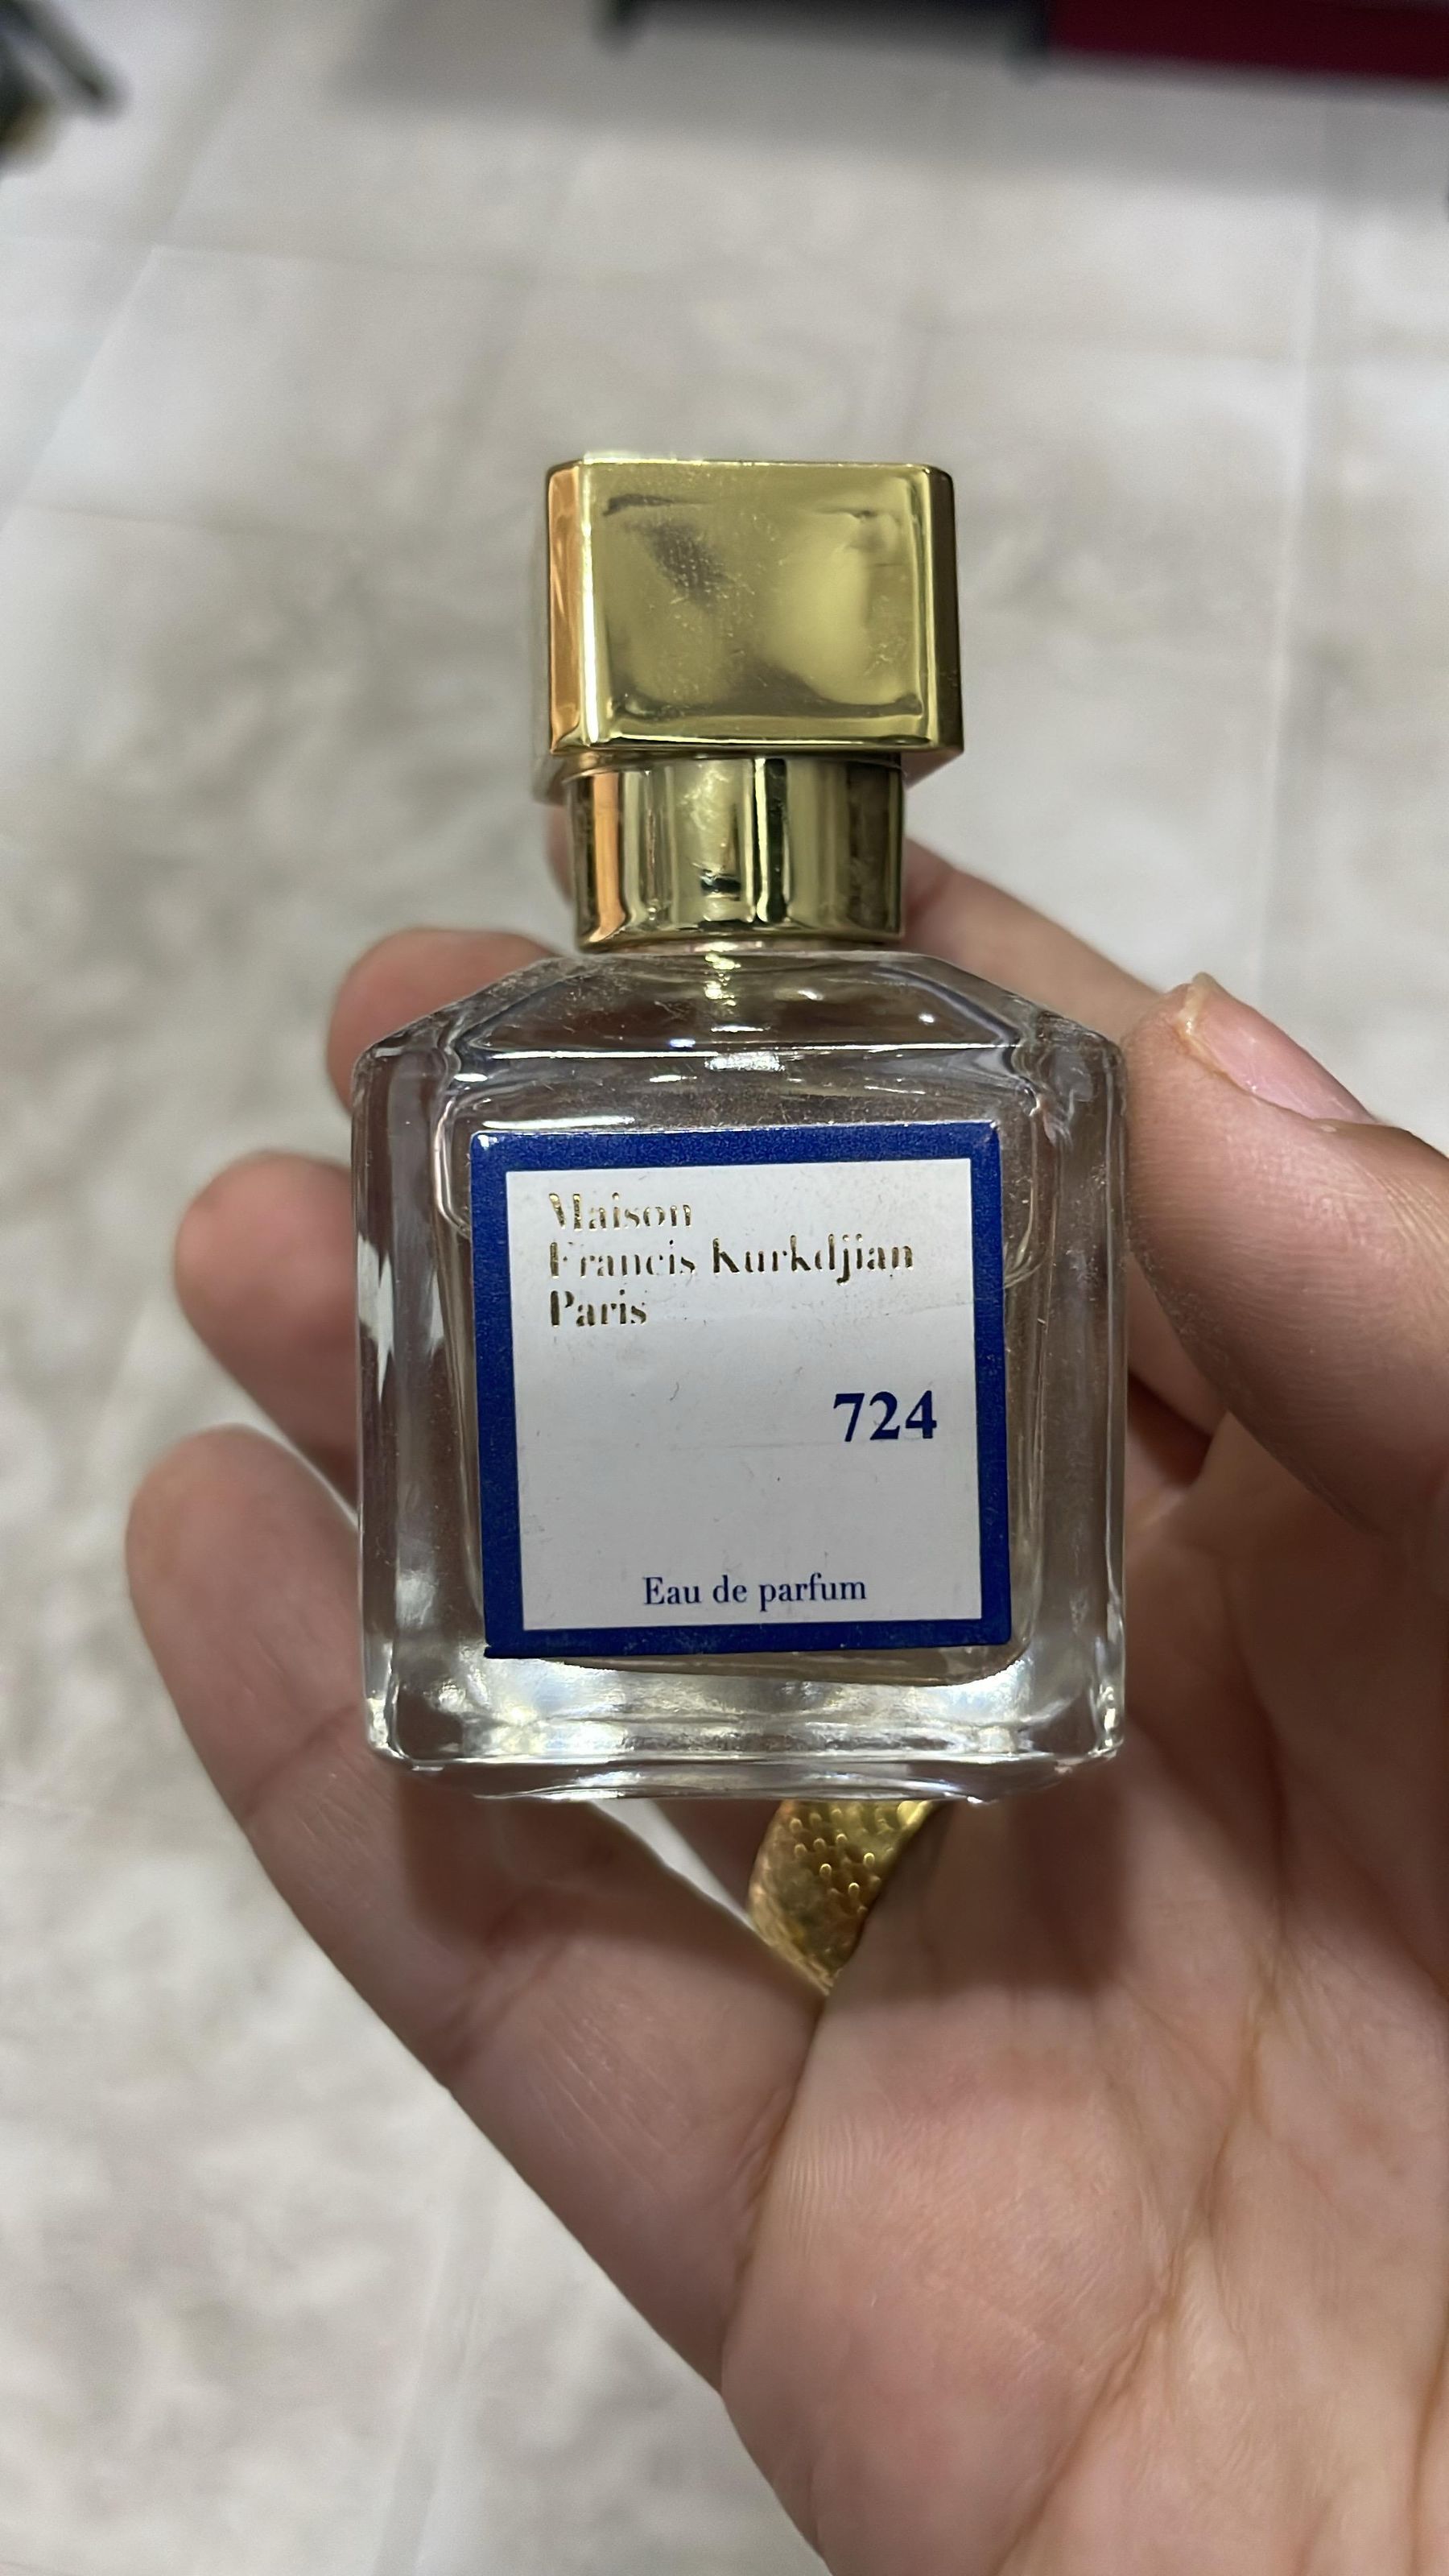 Maison
Francis Kurkdjian
Paris
724
Eau de parfum